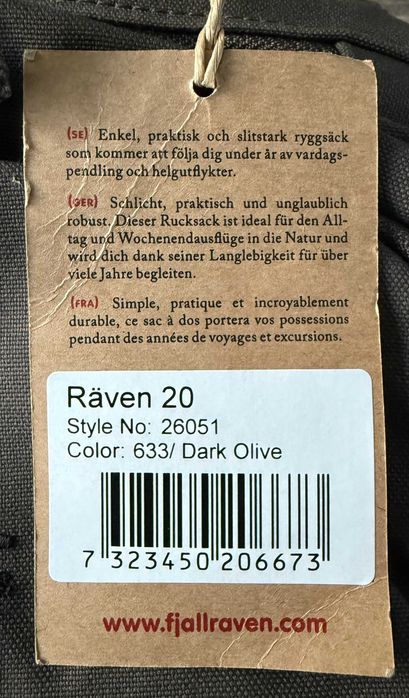 (SE) Enkel, praktisk och slitstark ryggsäck
som kommer att följa dig under år av vardags-
pendling och helgutflykter.
(GER) Schlicht, praktisch und unglaublich
robust. Dieser Rucksack ist ideal für den All-
tag und Wochenendausflüge in die Natur und
wird dich dank seiner Langlebigkeit für über
viele Jahre begleiten.
(FRA) Simple, pratique et incroyablement
durable, ce sac à dos portera vos possessions
pendant des années de voyages et excursions.
Räven 20
Style No: 26051
Color: 633/ Dark Olive
7 323450 206673
www.fjallraven.com